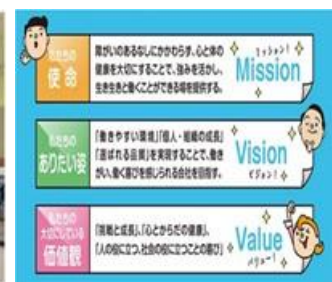 私たちの
使命
障がいのあるなしにかかわらず、心と体の
健康を大切にすることで、強みを活かし、
生き生きと働くことができる場を提供する。
ミッション!
Mission
私たちの
ありたい姿
「働きやすい環境」「個人・組織の成長」
「選ばれる品質」を実現することで、働き
がい、働く喜びを感じられる会社を目指す。
ビジョン!
Vision
私たちの
大切にしている
価値観
「挑戦と成長」、「心とからだの健康」、
「人の役に立つ、社会の役に立つことの喜び」
Value
バリュー!